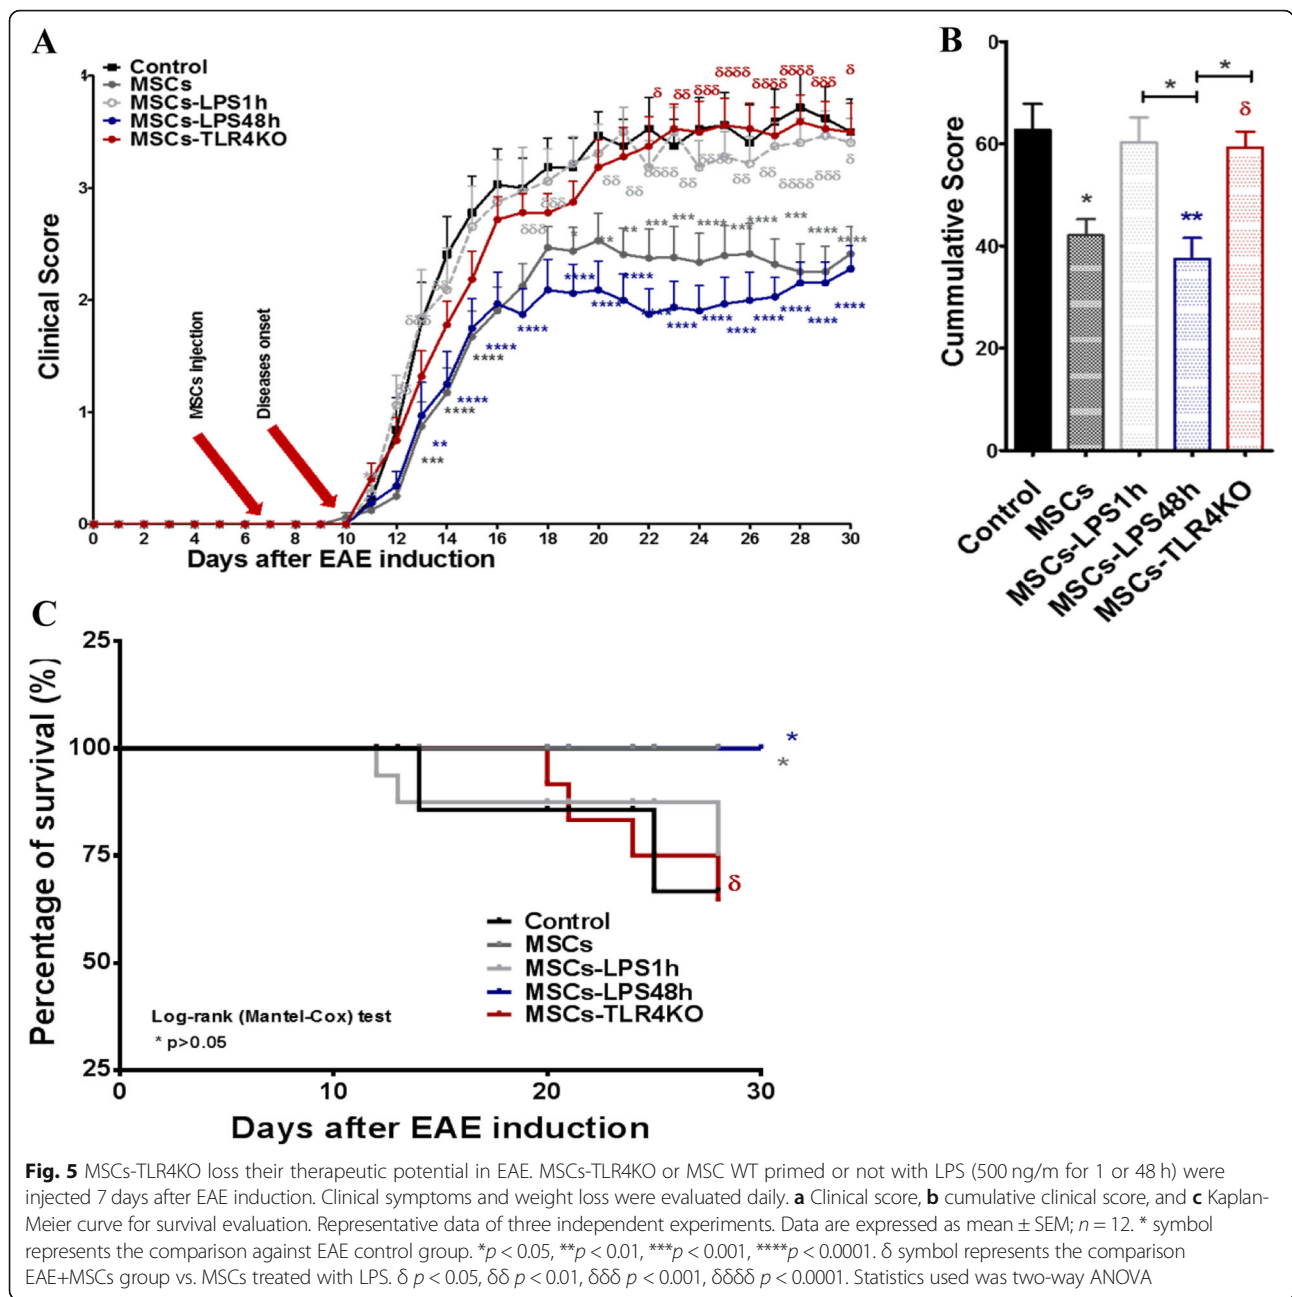 A
Control
MSCs
MSCs-LPS1h
MSCs-LPS48h
MSCs-TLR4KO
Clinical Score
4
3
2
1
0
MSCs injection
Diseases onset
0 2 4 6 8 10 12 14 16 18 20 22 24 26 28 30
Days after EAE induction
B
Cummulative Score
0
60
40
20
0
*
**
δ
*
*
Control
MSCs
MSCs-LPS1h
MSCs-LPS48h
MSCs-TLR4KO
C
Percentage of survival (%)
25
100
75
50
25
*
*
δ
Control
MSCs
MSCs-LPS1h
MSCs-LPS48h
MSCs-TLR4KO
Log-rank (Mantel-Cox) test
* p>0.05
0 10 20 30
Days after EAE induction
Fig. 5 MSCs-TLR4KO loss their therapeutic potential in EAE. MSCs-TLR4KO or MSC WT primed or not with LPS (500 ng/m for 1 or 48 h) were
injected 7 days after EAE induction. Clinical symptoms and weight loss were evaluated daily. a Clinical score, b cumulative clinical score, and c Kaplan-
Meier curve for survival evaluation. Representative data of three independent experiments. Data are expressed as mean ± SEM; n = 12. * symbol
represents the comparison against EAE control group. *p < 0.05, **p < 0.01, ***p < 0.001, ****p < 0.0001. δ symbol represents the comparison
EAE+MSCs group vs. MSCs treated with LPS. δ p < 0.05, δδ p < 0.01, δδδ p < 0.001, δδδδ p < 0.0001. Statistics used was two-way ANOVA